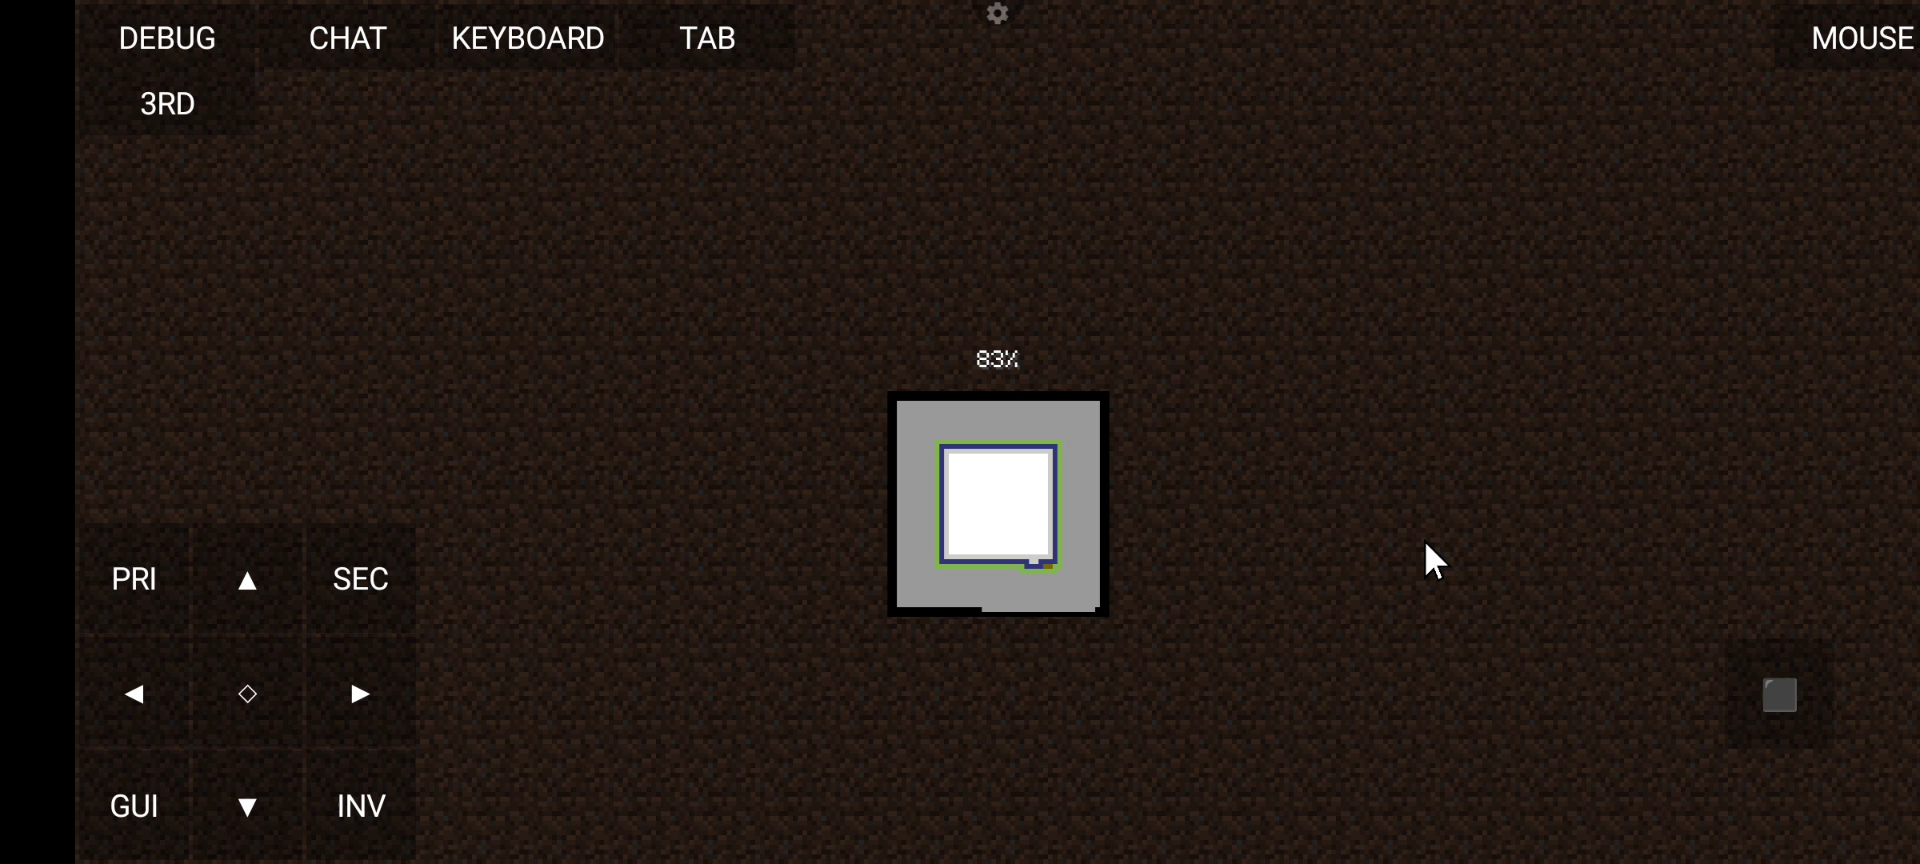 DEBUG CHAT KEYBOARD TAB MOUSE
3RD
83%
PRI ▲ SEC
◀ ◇ ▶
GUI ▼ INV